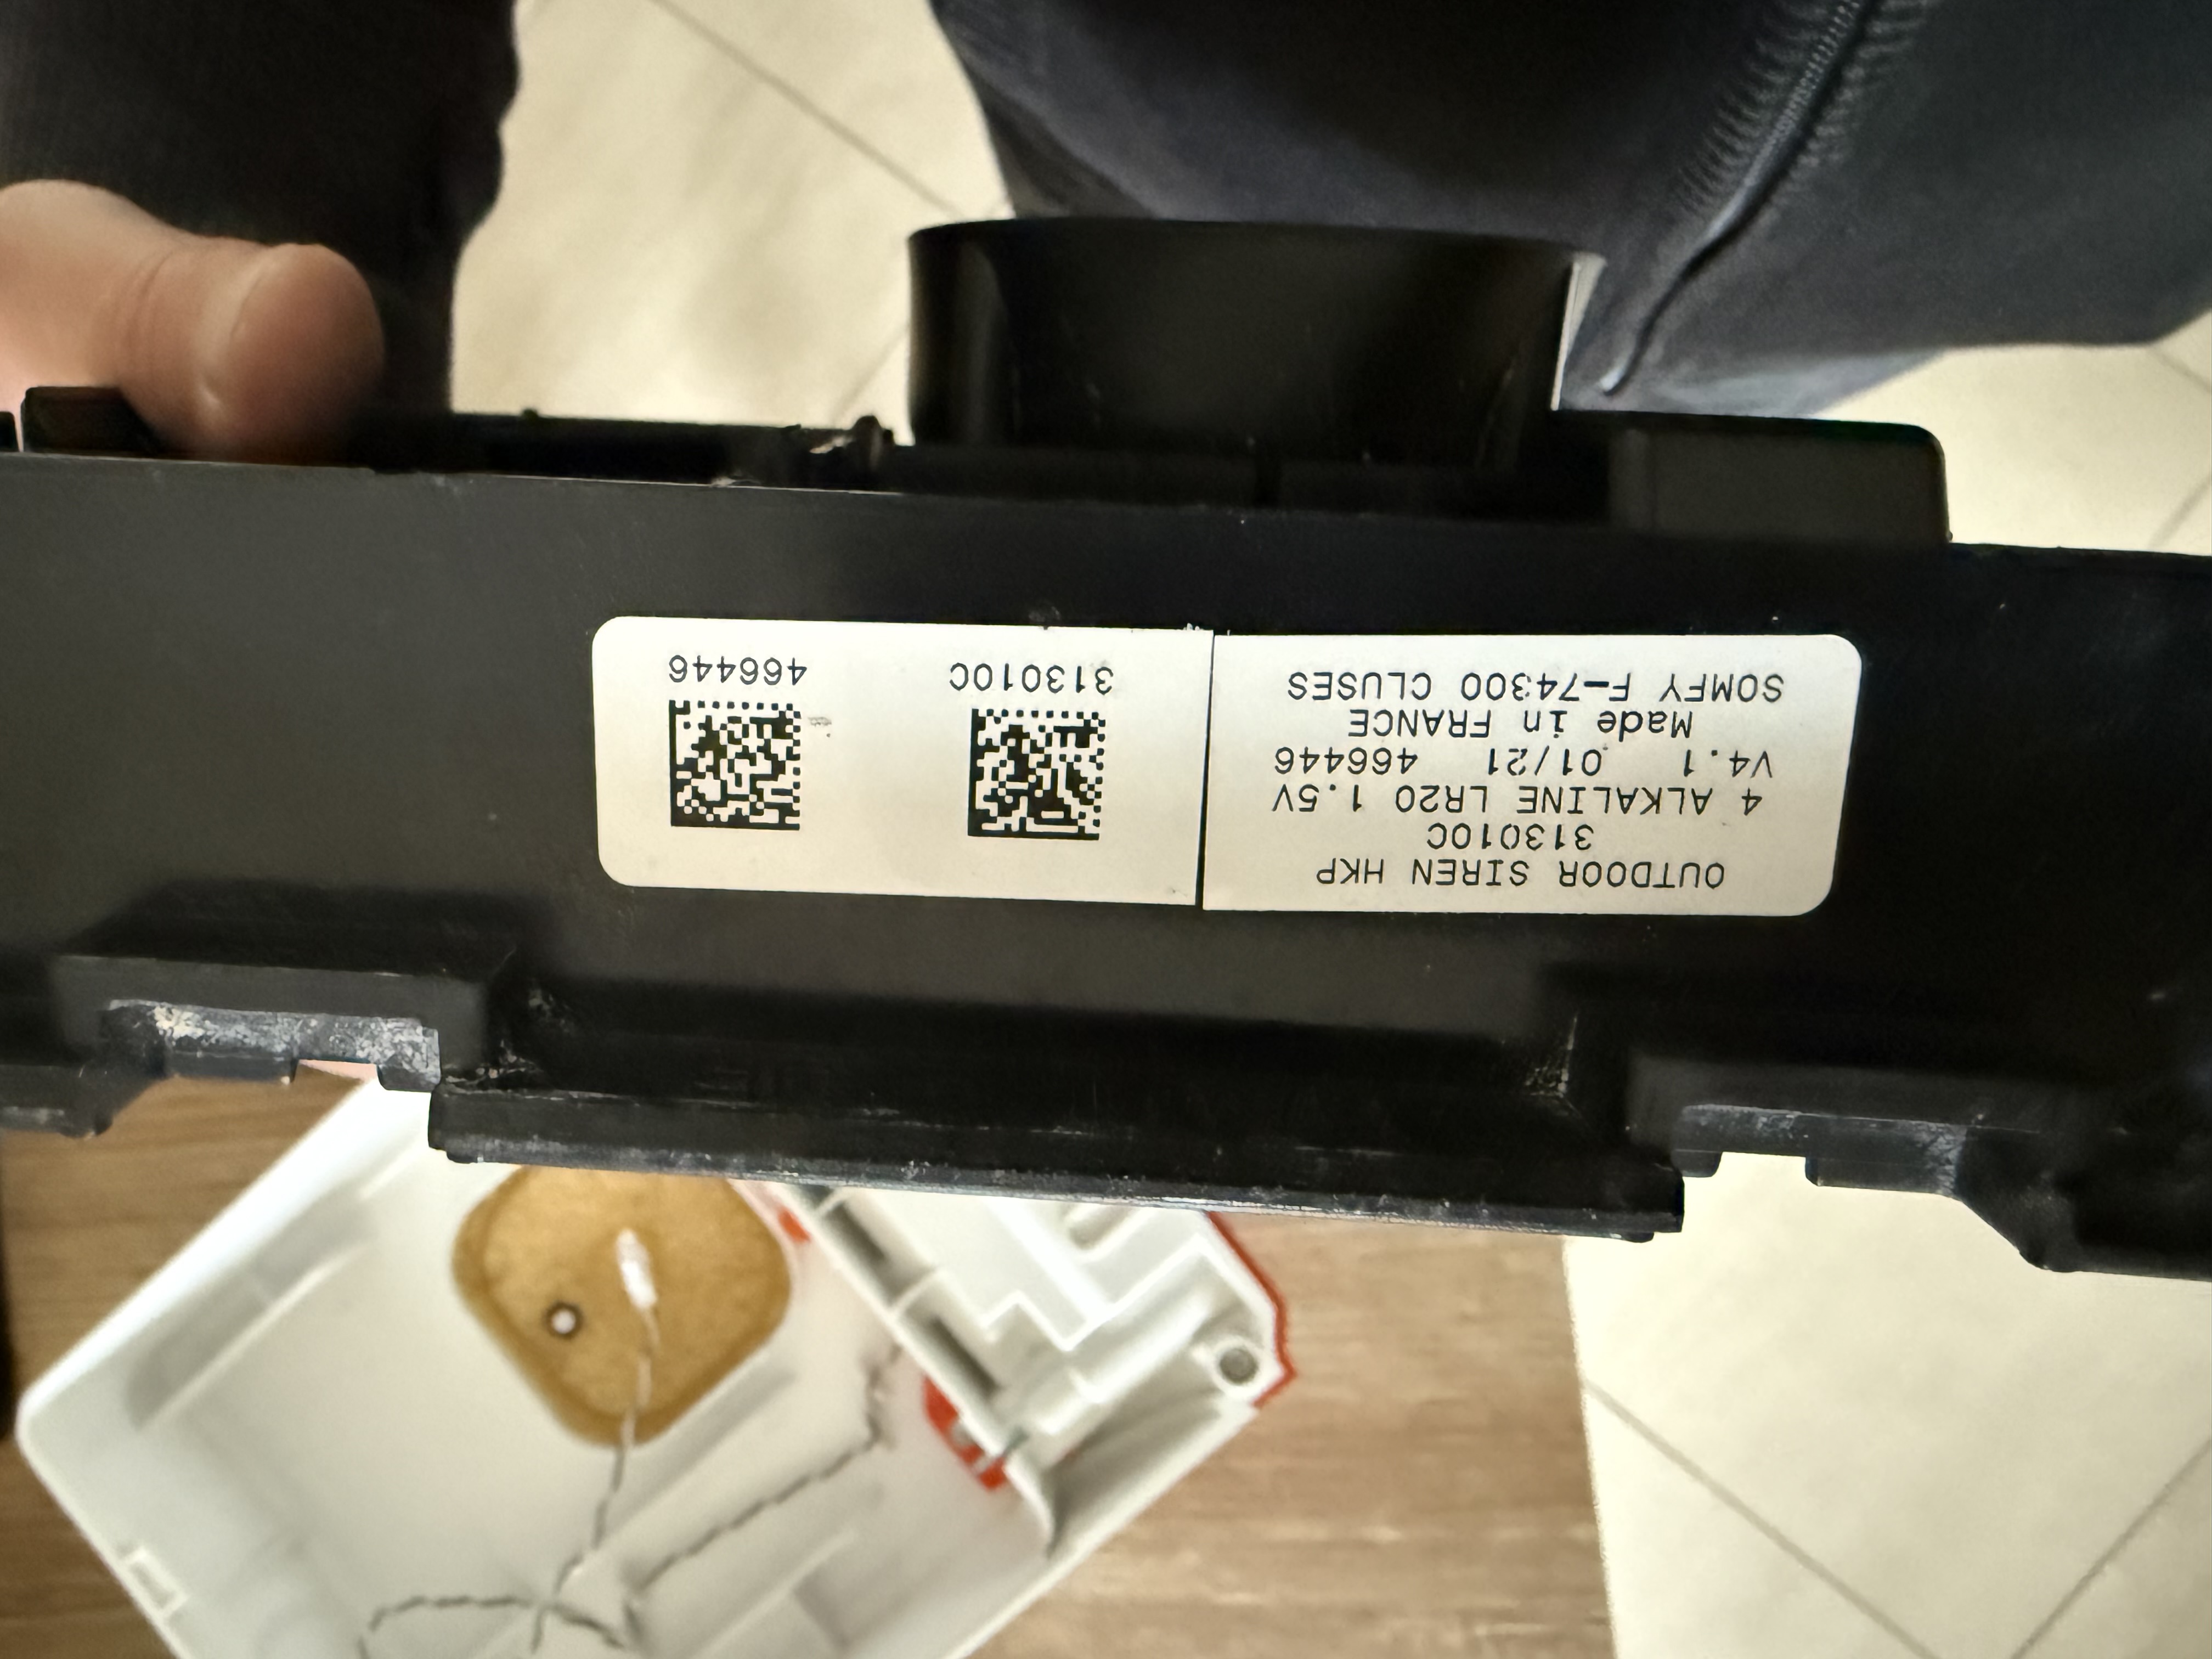 OUTDOOR SIREN HKP
313010C
4 ALKALINE LR20 1.5V
V4.1 01/21 466446
Made in FRANCE
SOMFY F-74300 CLUSES
313010C
466446